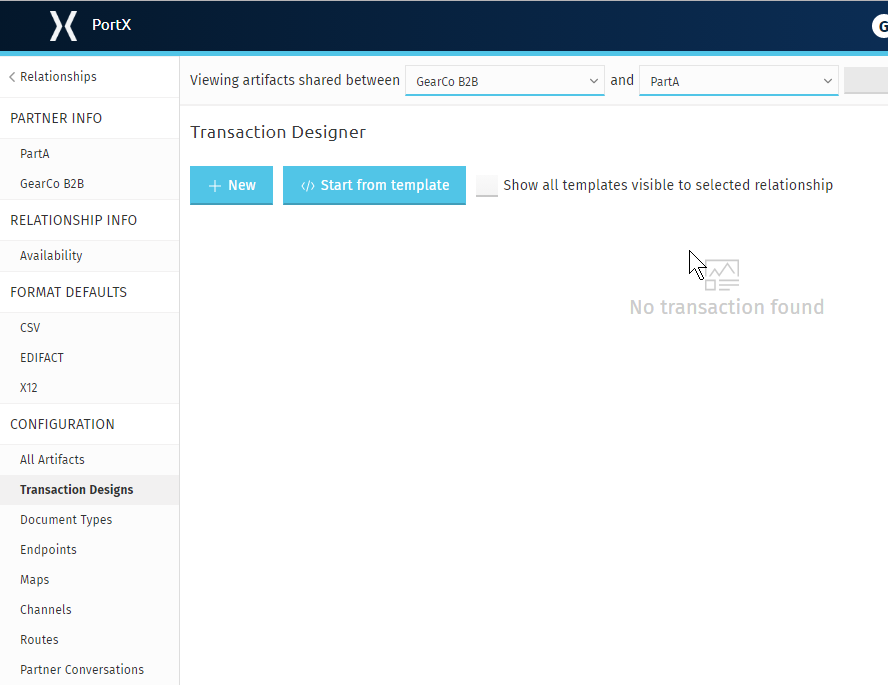 PortX
G
Relationships
Viewing artifacts shared between GearCo B2B and PartA
PARTNER INFO
PartA
GearCo B2B
RELATIONSHIP INFO
Availability
FORMAT DEFAULTS
CSV
EDIFACT
X12
CONFIGURATION
All Artifacts
Transaction Designs
Document Types
Endpoints
Maps
Channels
Routes
Partner Conversations
Transaction Designer
+ New </> Start from template Show all templates visible to selected relationship
No transaction found